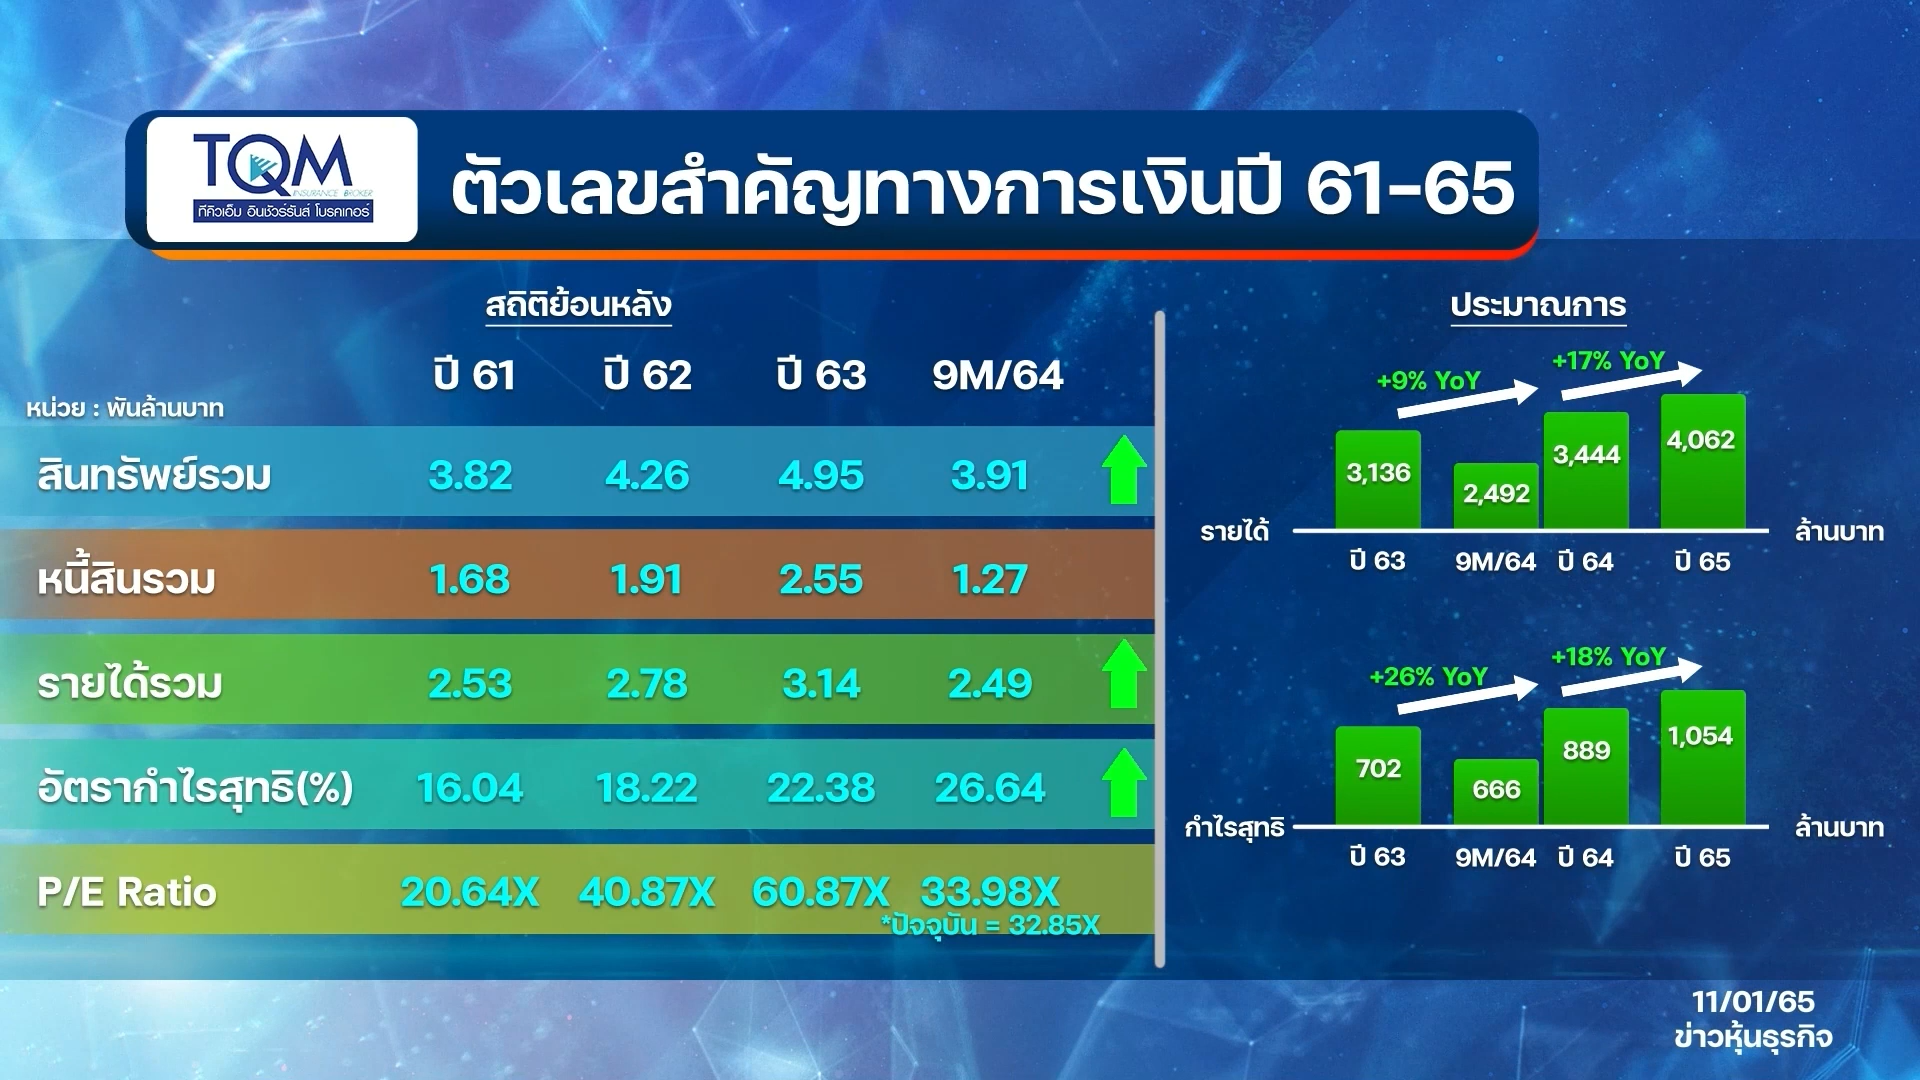 TQM
INSURANCE BROKER
ทีคิวเอ็ม อินชัวร์รันส์ โบรคเกอร์
ตัวเลขสำคัญทางการเงินปี 61-65
สถิติย้อนหลัง
ปี 61 ปี 62 ปี 63 9M/64
หน่วย : พันล้านบาท
สินทรัพย์รวม 3.82 4.26 4.95 3.91
หนี้สินรวม 1.68 1.91 2.55 1.27
รายได้รวม 2.53 2.78 3.14 2.49
อัตรากำไรสุทธิ(%) 16.04 18.22 22.38 26.64
P/E Ratio 20.64X 40.87X 60.87X 33.98X
*ปัจจุบัน = 32.85X
ประมาณการ
+9% YoY +17% YoY
3,136 2,492 3,444 4,062
รายได้ ล้านบาท
ปี 63 9M/64 ปี 64 ปี 65
+26% YoY +18% YoY
702 666 889 1,054
กำไรสุทธิ ล้านบาท
ปี 63 9M/64 ปี 64 ปี 65
11/01/65
ข่าวหุ้นธุรกิจ